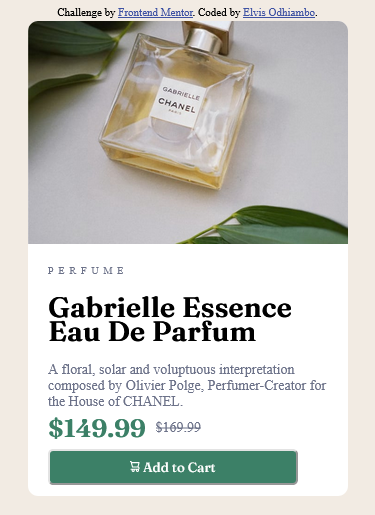 Challenge by Frontend Mentor. Coded by Elvis Odhiambo.
GABRIELLE
CHANEL
PARIS
PERFUME
Gabrielle Essence
Eau De Parfum
A floral, solar and voluptuous interpretation
composed by Olivier Polge, Perfumer-Creator for
the House of CHANEL.
$149.99 $169.99
Add to Cart